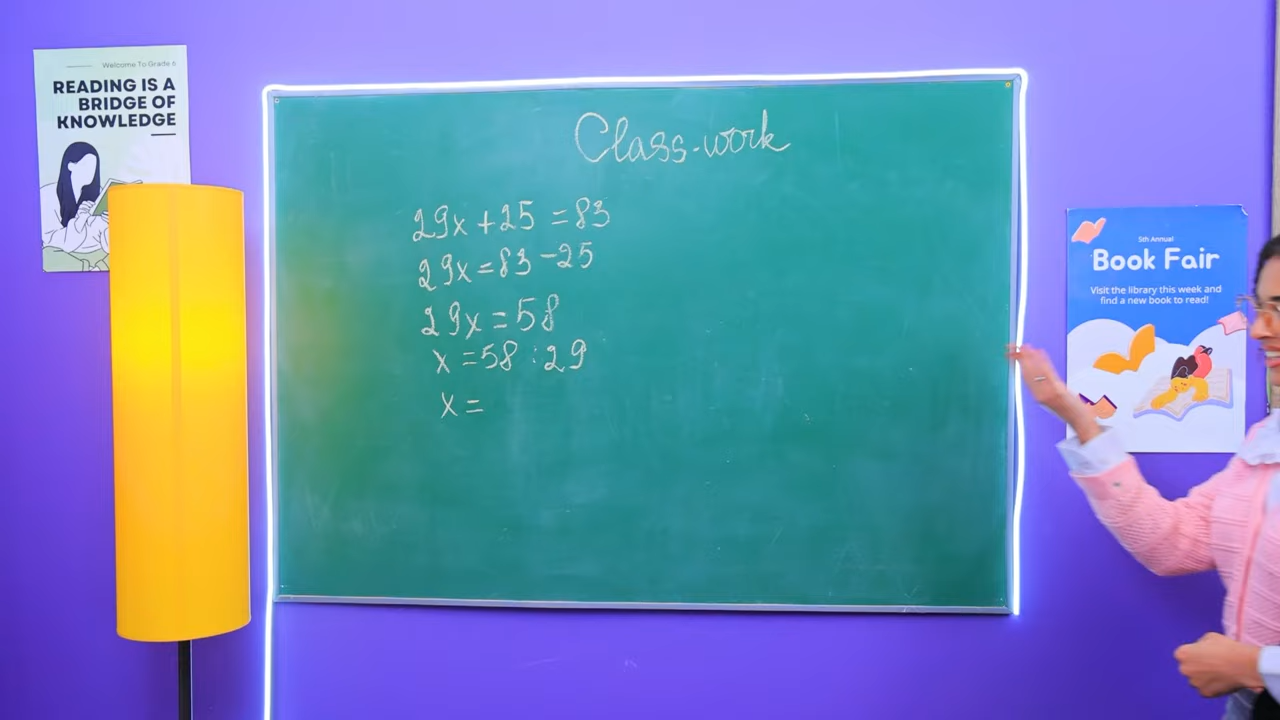 Welcome To Grade 6
READING IS A
BRIDGE OF
KNOWLEDGE
Class-work
29x + 25 = 83
29x = 83 - 25
29x = 58
x = 58 : 29
x =
5th Annual
Book Fair
Visit the library this week and
find a new book to read!